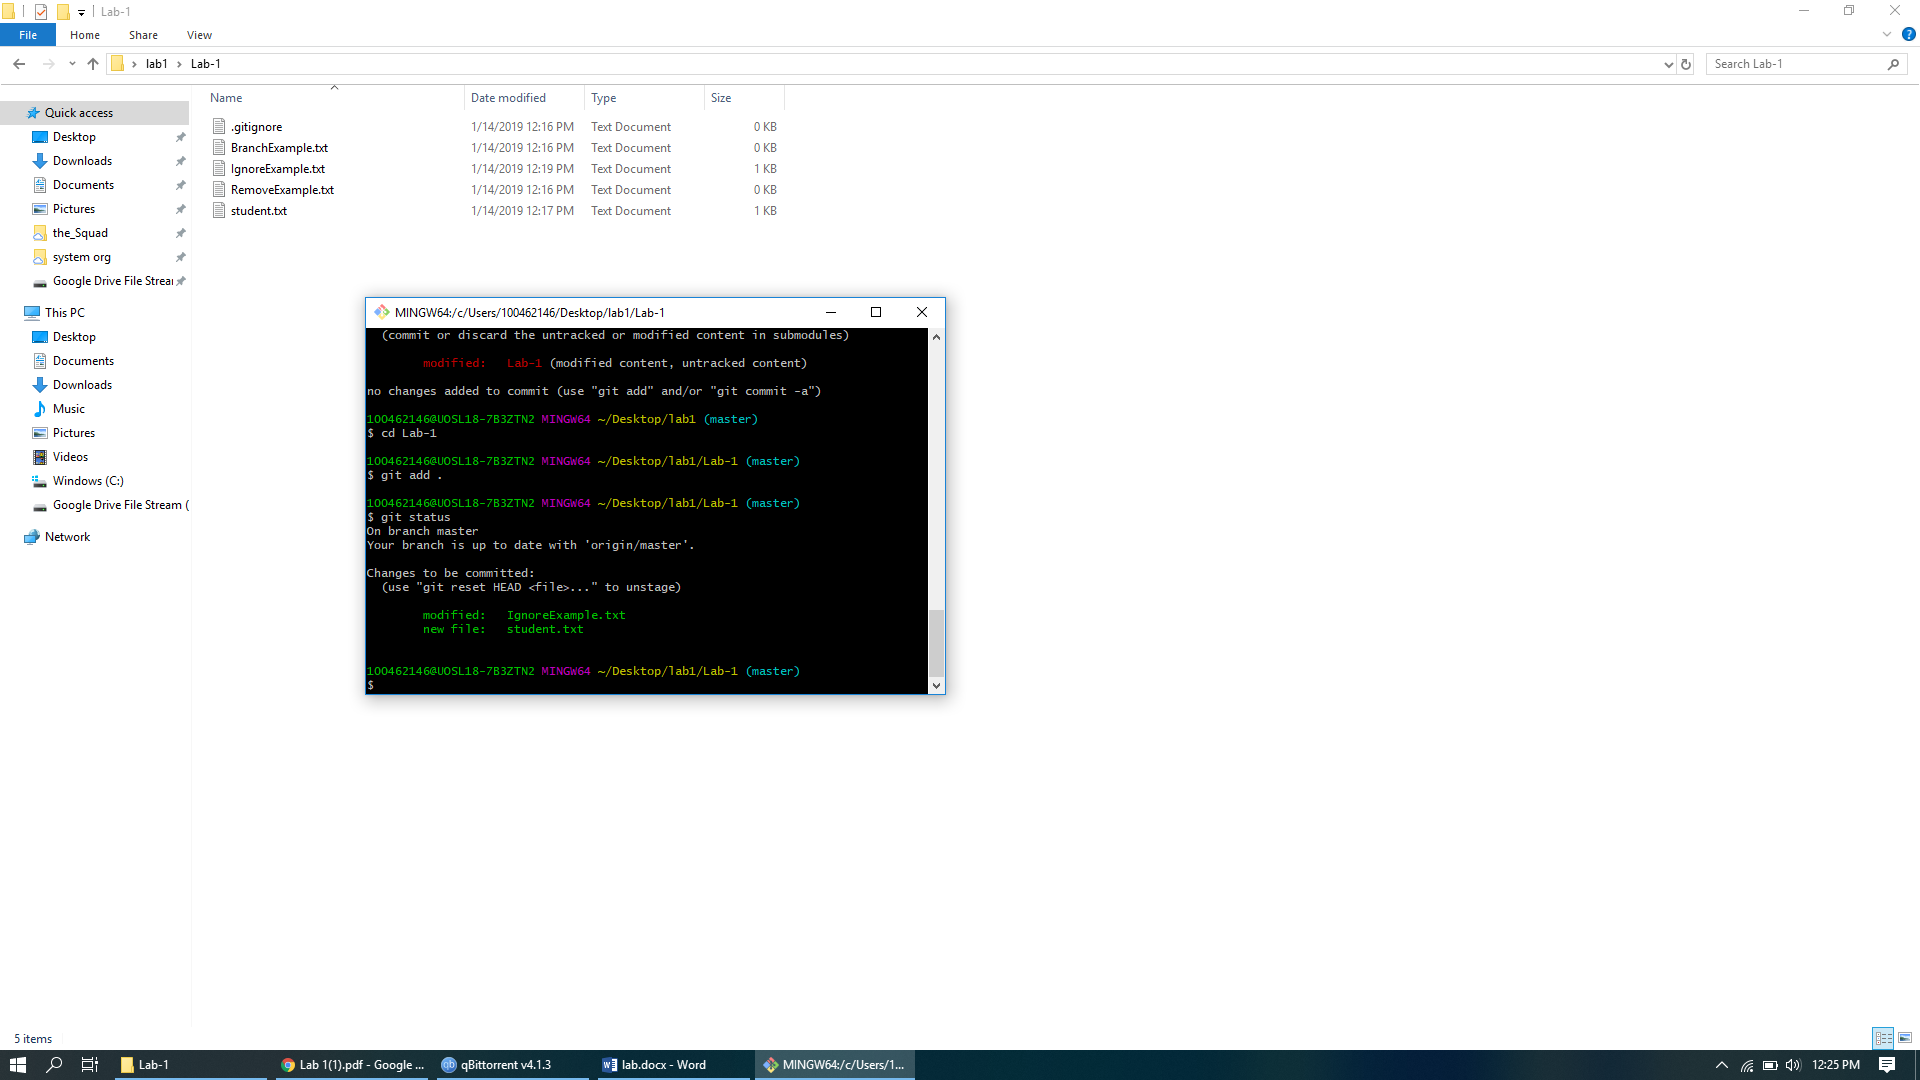 Lab-1
File Home Share View
lab1 > Lab-1
Search Lab-1
Name Date modified Type Size
.gitignore 1/14/2019 12:16 PM Text Document 0 KB
BranchExample.txt 1/14/2019 12:16 PM Text Document 0 KB
IgnoreExample.txt 1/14/2019 12:19 PM Text Document 1 KB
RemoveExample.txt 1/14/2019 12:16 PM Text Document 0 KB
student.txt 1/14/2019 12:17 PM Text Document 1 KB
Quick access
Desktop
Downloads
Documents
Pictures
the_Squad
system org
Google Drive File Strea
This PC
Desktop
Documents
Downloads
Music
Pictures
Videos
Windows (C:)
Google Drive File Stream (
Network
MINGW64:/c/Users/100462146/Desktop/lab1/Lab-1
(commit or discard the untracked or modified content in submodules)
modified: Lab-1 (modified content, untracked content)
no changes added to commit (use "git add" and/or "git commit -a")
100462146@UOSL18-7B3ZTN2 MINGW64 ~/Desktop/lab1 (master)
$ cd Lab-1
100462146@UOSL18-7B3ZTN2 MINGW64 ~/Desktop/lab1/Lab-1 (master)
$ git add .
100462146@UOSL18-7B3ZTN2 MINGW64 ~/Desktop/lab1/Lab-1 (master)
$ git status
On branch master
Your branch is up to date with 'origin/master'.
Changes to be committed:
(use "git reset HEAD <file>..." to unstage)
modified: IgnoreExample.txt
new file: student.txt
100462146@UOSL18-7B3ZTN2 MINGW64 ~/Desktop/lab1/Lab-1 (master)
$
5 items
Lab-1
Lab 1(1).pdf - Google ...
qb qBittorrent v4.1.3
lab.docx - Word
MINGW64:/c/Users/1...
12:25 PM